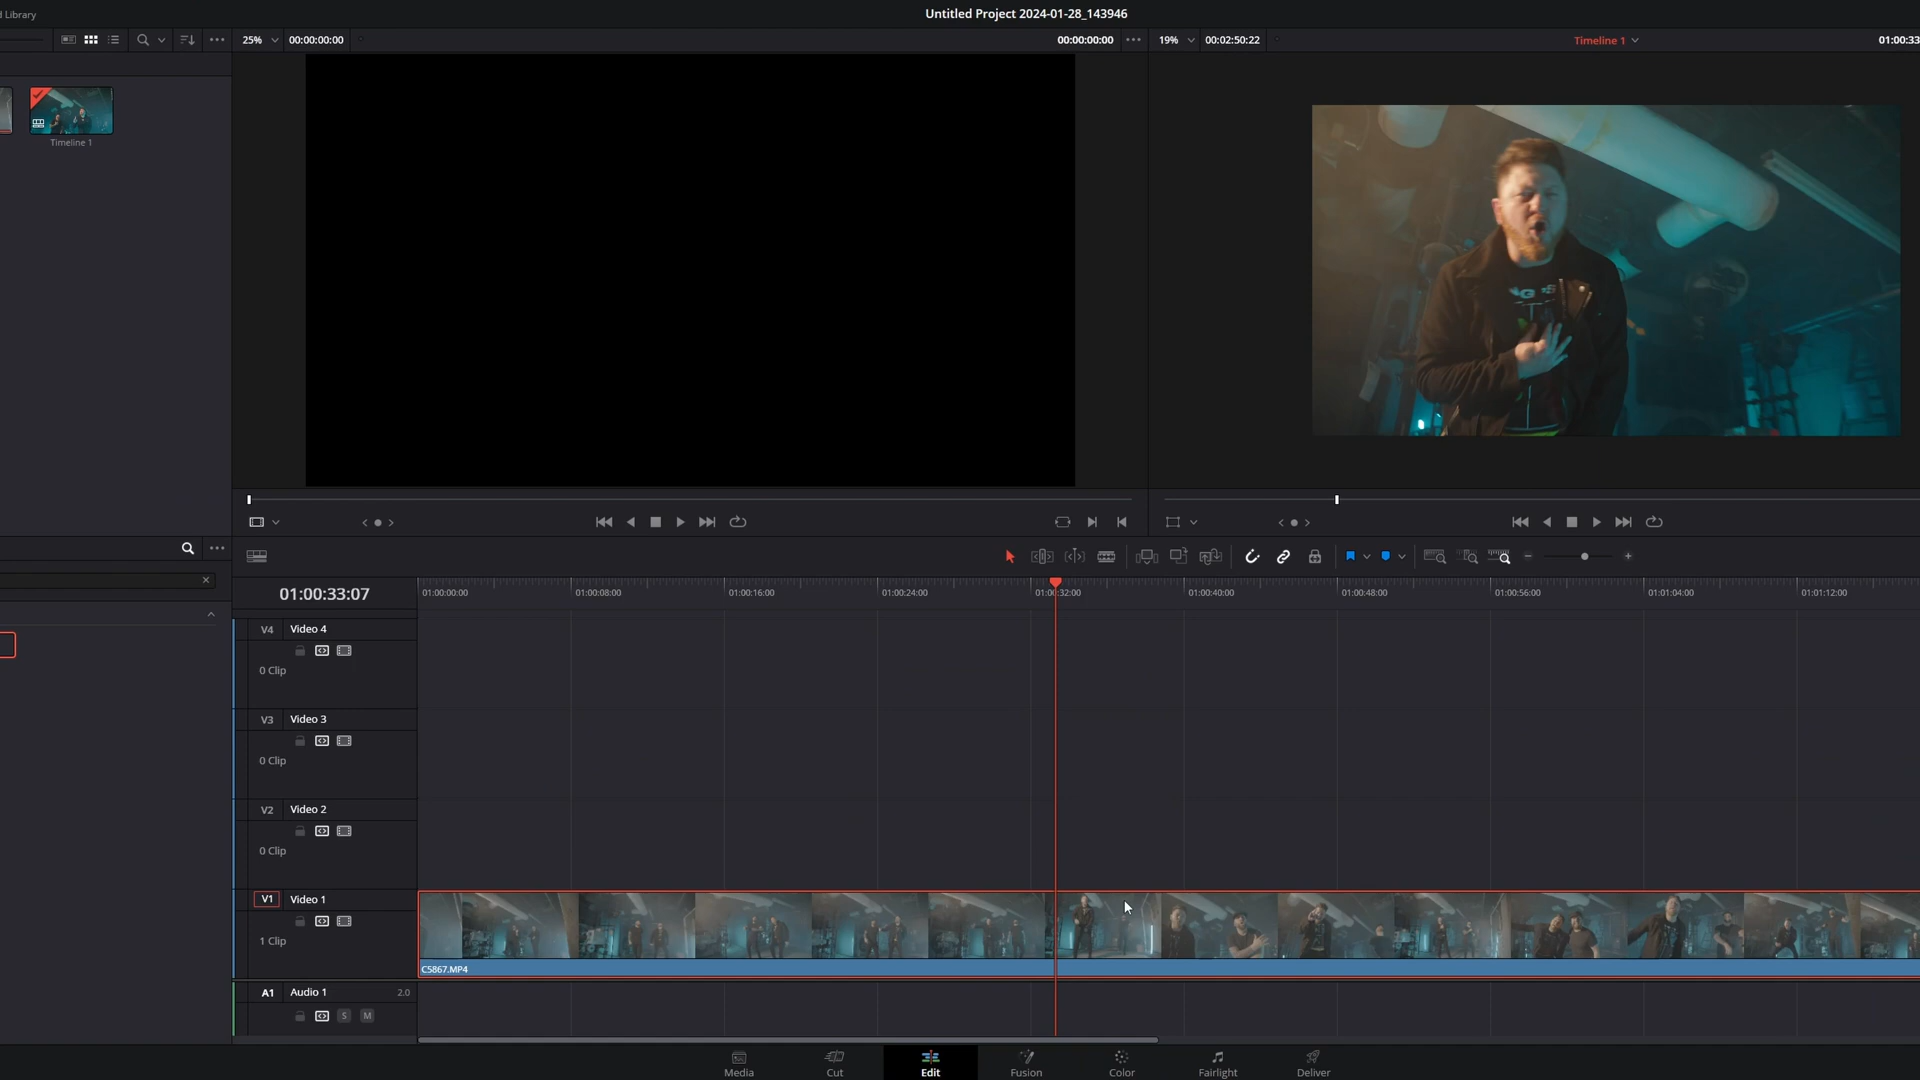 d Library
Untitled Project 2024-01-28_143946
25%
00:00:00:00
00:00:00:00
19%
00:02:50:22
Timeline 1
01:00:33
Timeline 1
01:00:33:07
01:00:00:00
01:00:08:00
01:00:16:00
01:00:24:00
01:00:32:00
01:00:40:00
01:00:48:00
01:00:56:00
01:01:04:00
01:01:12:00
V4 Video 4
0 Clip
V3 Video 3
0 Clip
V2 Video 2
0 Clip
V1 Video 1
1 Clip
C5867.MP4
A1 Audio 1 2.0
S M
Media
Cut
Edit
Fusion
Color
Fairlight
Deliver